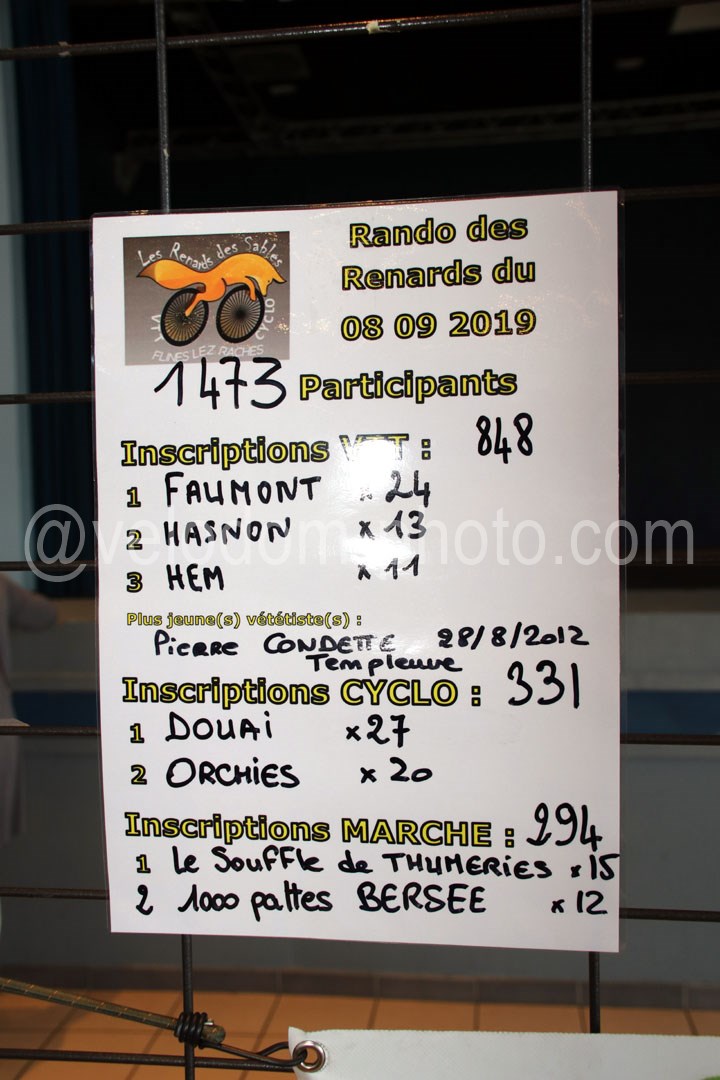 Les Renards des Sables
VTT CYCLO
FLINES LEZ RACHES
Rando des
Renards du
08 09 2019
1473 Participants
Inscriptions VTT : 848
1 FAUMONT x 24
2 HASNON x 13
3 HEM x 11
@velodom-photo.com
Plus jeune(s) vététiste(s) :
Pierre CONDETTE 28/8/2012
Templeuve
Inscriptions CYCLO : 331
1 DOUAi x 27
2 ORCHiES x 20
Inscriptions MARCHE : 294
1 Le Souffle de THUMERiES x 15
2 1000 pattes BERSEE x 12